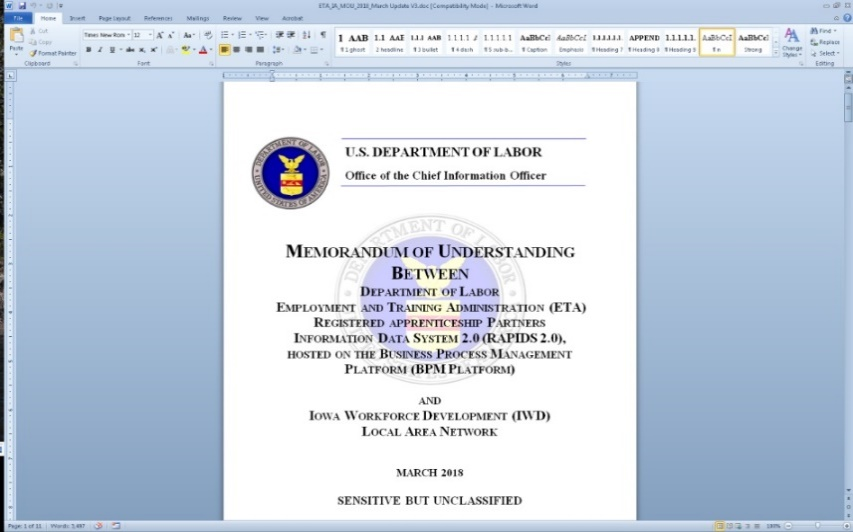 ETA_IA_MOU_2018_March Update V3.doc [Compatibility Mode] - Microsoft Word
File Home Insert Page Layout References Mailings Review View Acrobat
Paste
Cut
Copy
Format Painter
Clipboard
Times New Roman 12
Font
Paragraph
1 AAB 1.1 AAE 1.1.1 AAB 1 1 1 1 1 1 1 1 1 AaBbCcI AaBbCcI 1.1.1.1.1.1. APPEND 1.1.1.1.1. AaBbCcI AaBbCcI
1 ghost 2 headline 3 bullet 4 dash 5 sub b... Caption Emphasis Heading 7 Heading 8 Heading 9 n Strong
Styles
Change
Styles
Find
Replace
Select
Editing
DEPARTMENT OF LABOR
UNITED STATES OF AMERICA
U.S. DEPARTMENT OF LABOR
Office of the Chief Information Officer
MEMORANDUM OF UNDERSTANDING
BETWEEN
DEPARTMENT OF LABOR
EMPLOYMENT AND TRAINING ADMINISTRATION (ETA)
REGISTERED APPRENTICESHIP PARTNERS
INFORMATION DATA SYSTEM 2.0 (RAPIDS 2.0),
HOSTED ON THE BUSINESS PROCESS MANAGEMENT
PLATFORM (BPM PLATFORM)
AND
IOWA WORKFORCE DEVELOPMENT (IWD)
LOCAL AREA NETWORK
MARCH 2018
SENSITIVE BUT UNCLASSIFIED
Page: 1 of 11 Words: 3,487